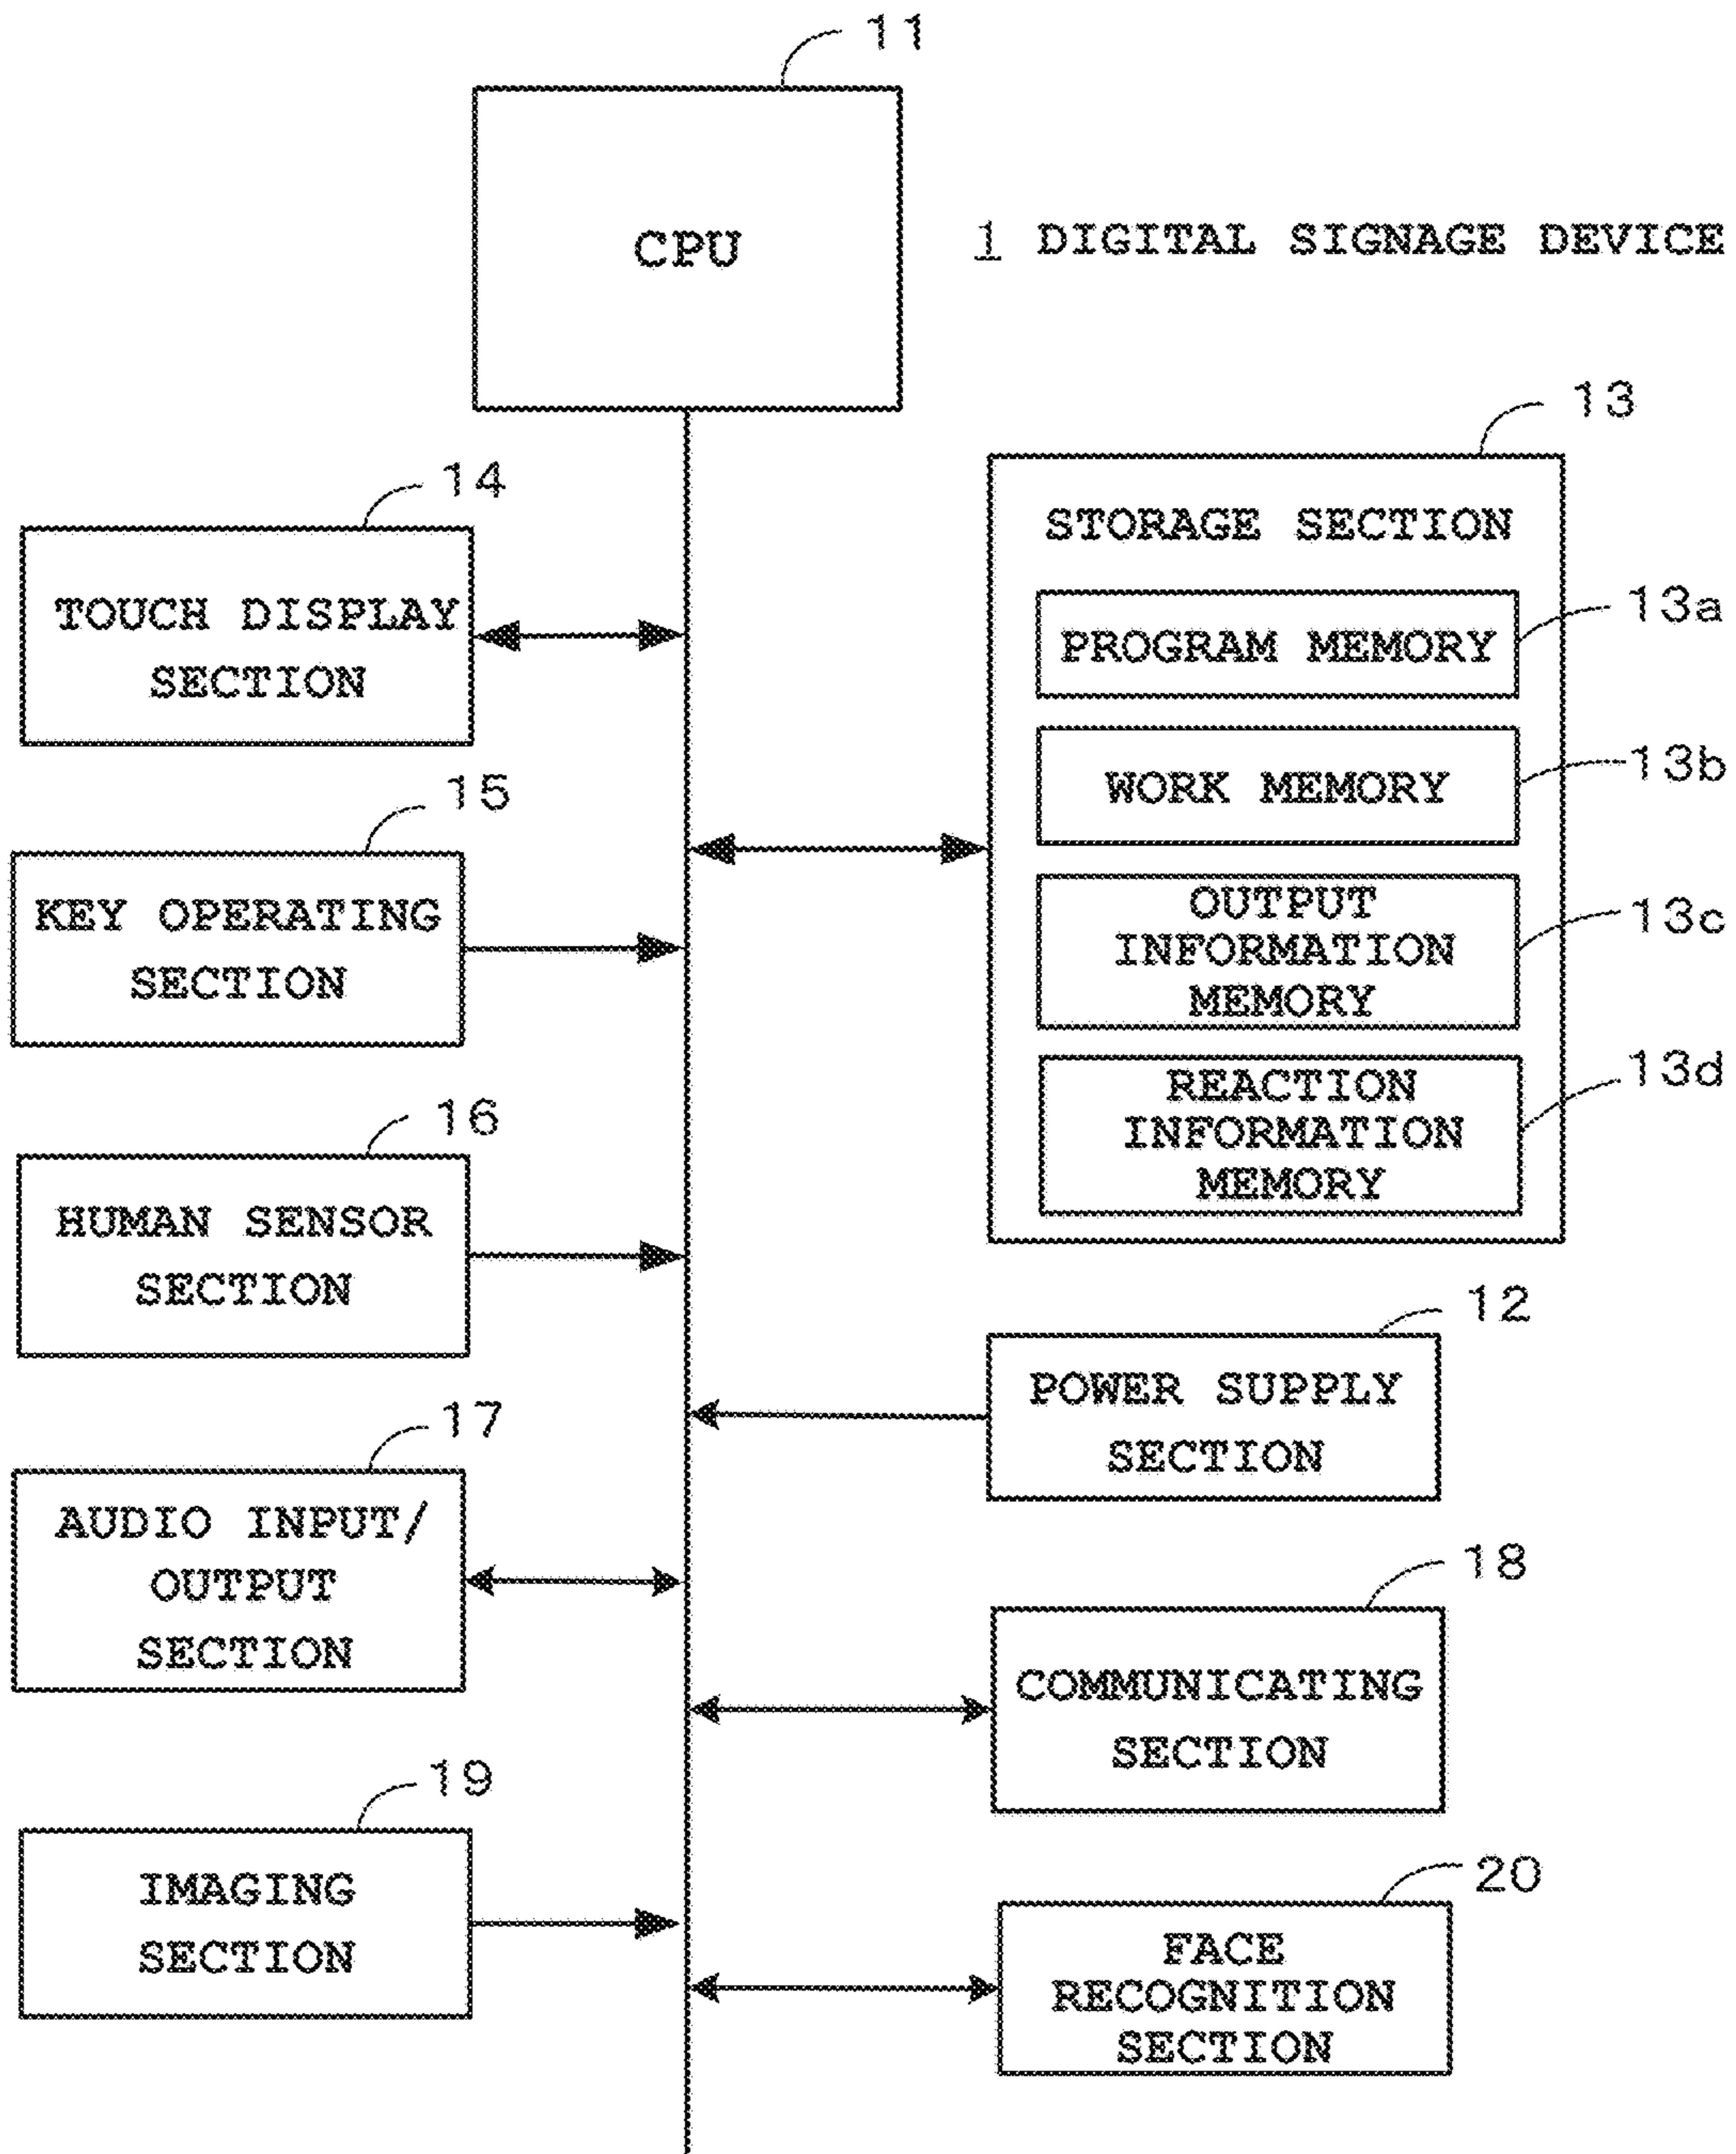 11
CPU
1 DIGITAL SIGNAGE DEVICE
13
STORAGE SECTION
13a
PROGRAM MEMORY
13b
WORK MEMORY
13c
OUTPUT
INFORMATION
MEMORY
13d
REACTION
INFORMATION
MEMORY
14
TOUCH DISPLAY
SECTION
15
KEY OPERATING
SECTION
16
HUMAN SENSOR
SECTION
12
POWER SUPPLY
SECTION
17
AUDIO INPUT/
OUTPUT
SECTION
18
COMMUNICATING
SECTION
19
IMAGING
SECTION
20
FACE
RECOGNITION
SECTION